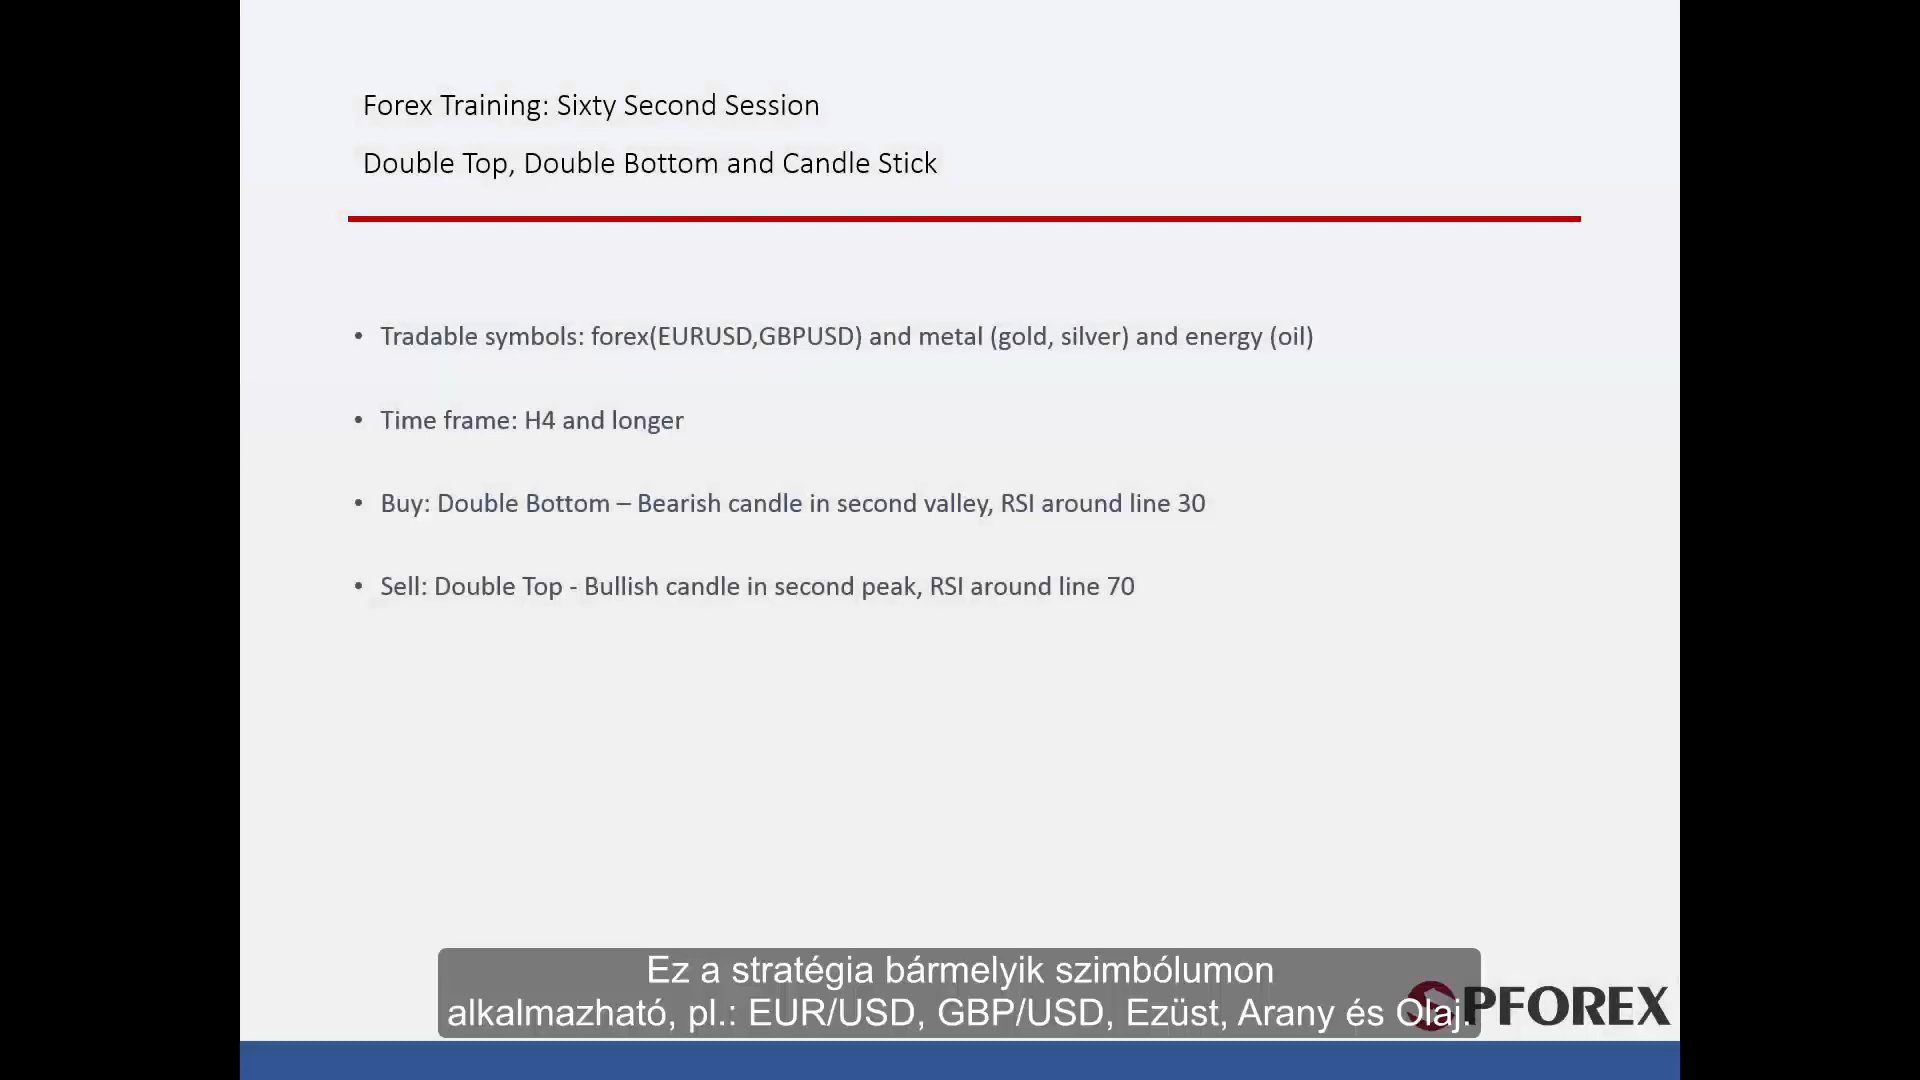 Forex Training: Sixty Second Session
Double Top, Double Bottom and Candle Stick
• Tradable symbols: forex(EURUSD,GBPUSD) and metal (gold, silver) and energy (oil)
• Time frame: H4 and longer
• Buy: Double Bottom – Bearish candle in second valley, RSI around line 30
• Sell: Double Top - Bullish candle in second peak, RSI around line 70
Ez a stratégia bármelyik szimbólumon
alkalmazható, pl.: EUR/USD, GBP/USD, Ezüst, Arany és Olaj.
PFOREX